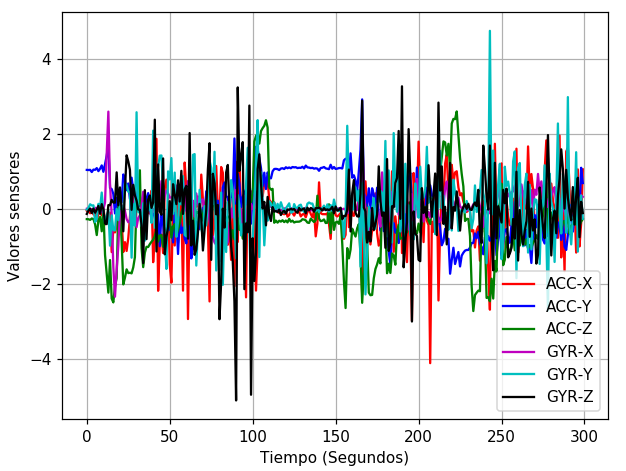 4
2
0
−2
−4
Valores sensores
ACC-X
ACC-Y
ACC-Z
GYR-X
GYR-Y
GYR-Z
0 50 100 150 200 250 300
Tiempo (Segundos)